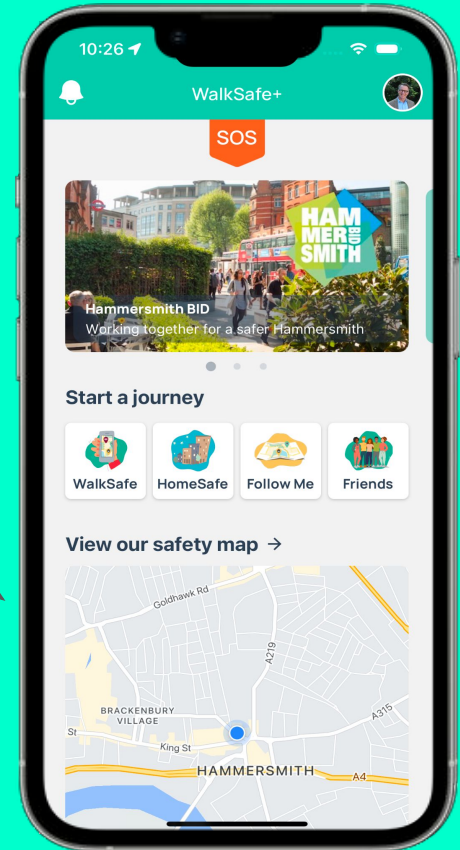 10:26
WalkSafe+
SOS
HAM
MER
SMITH
BID
Hammersmith BID
Working together for a safer Hammersmith
Start a journey
WalkSafe
HomeSafe
Follow Me
Friends
View our safety map →
Goldhawk Rd
A219
BRACKENBURY
VILLAGE
A315
St
King St
HAMMERSMITH
A4